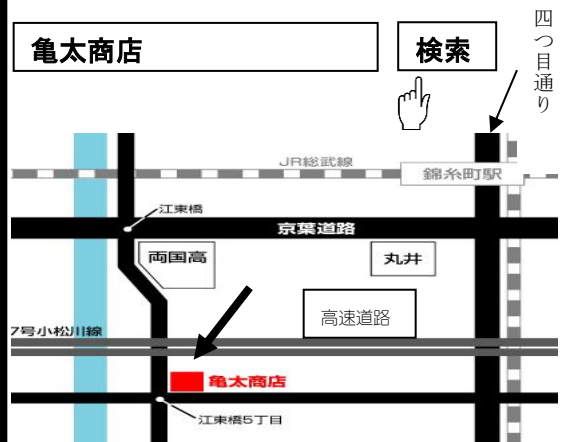 亀太商店
検索
四つ目通り
JR総武線
錦糸町駅
江東橋
京葉道路
両国高
丸井
高速道路
7号小松川線
亀太商店
江東橋5丁目